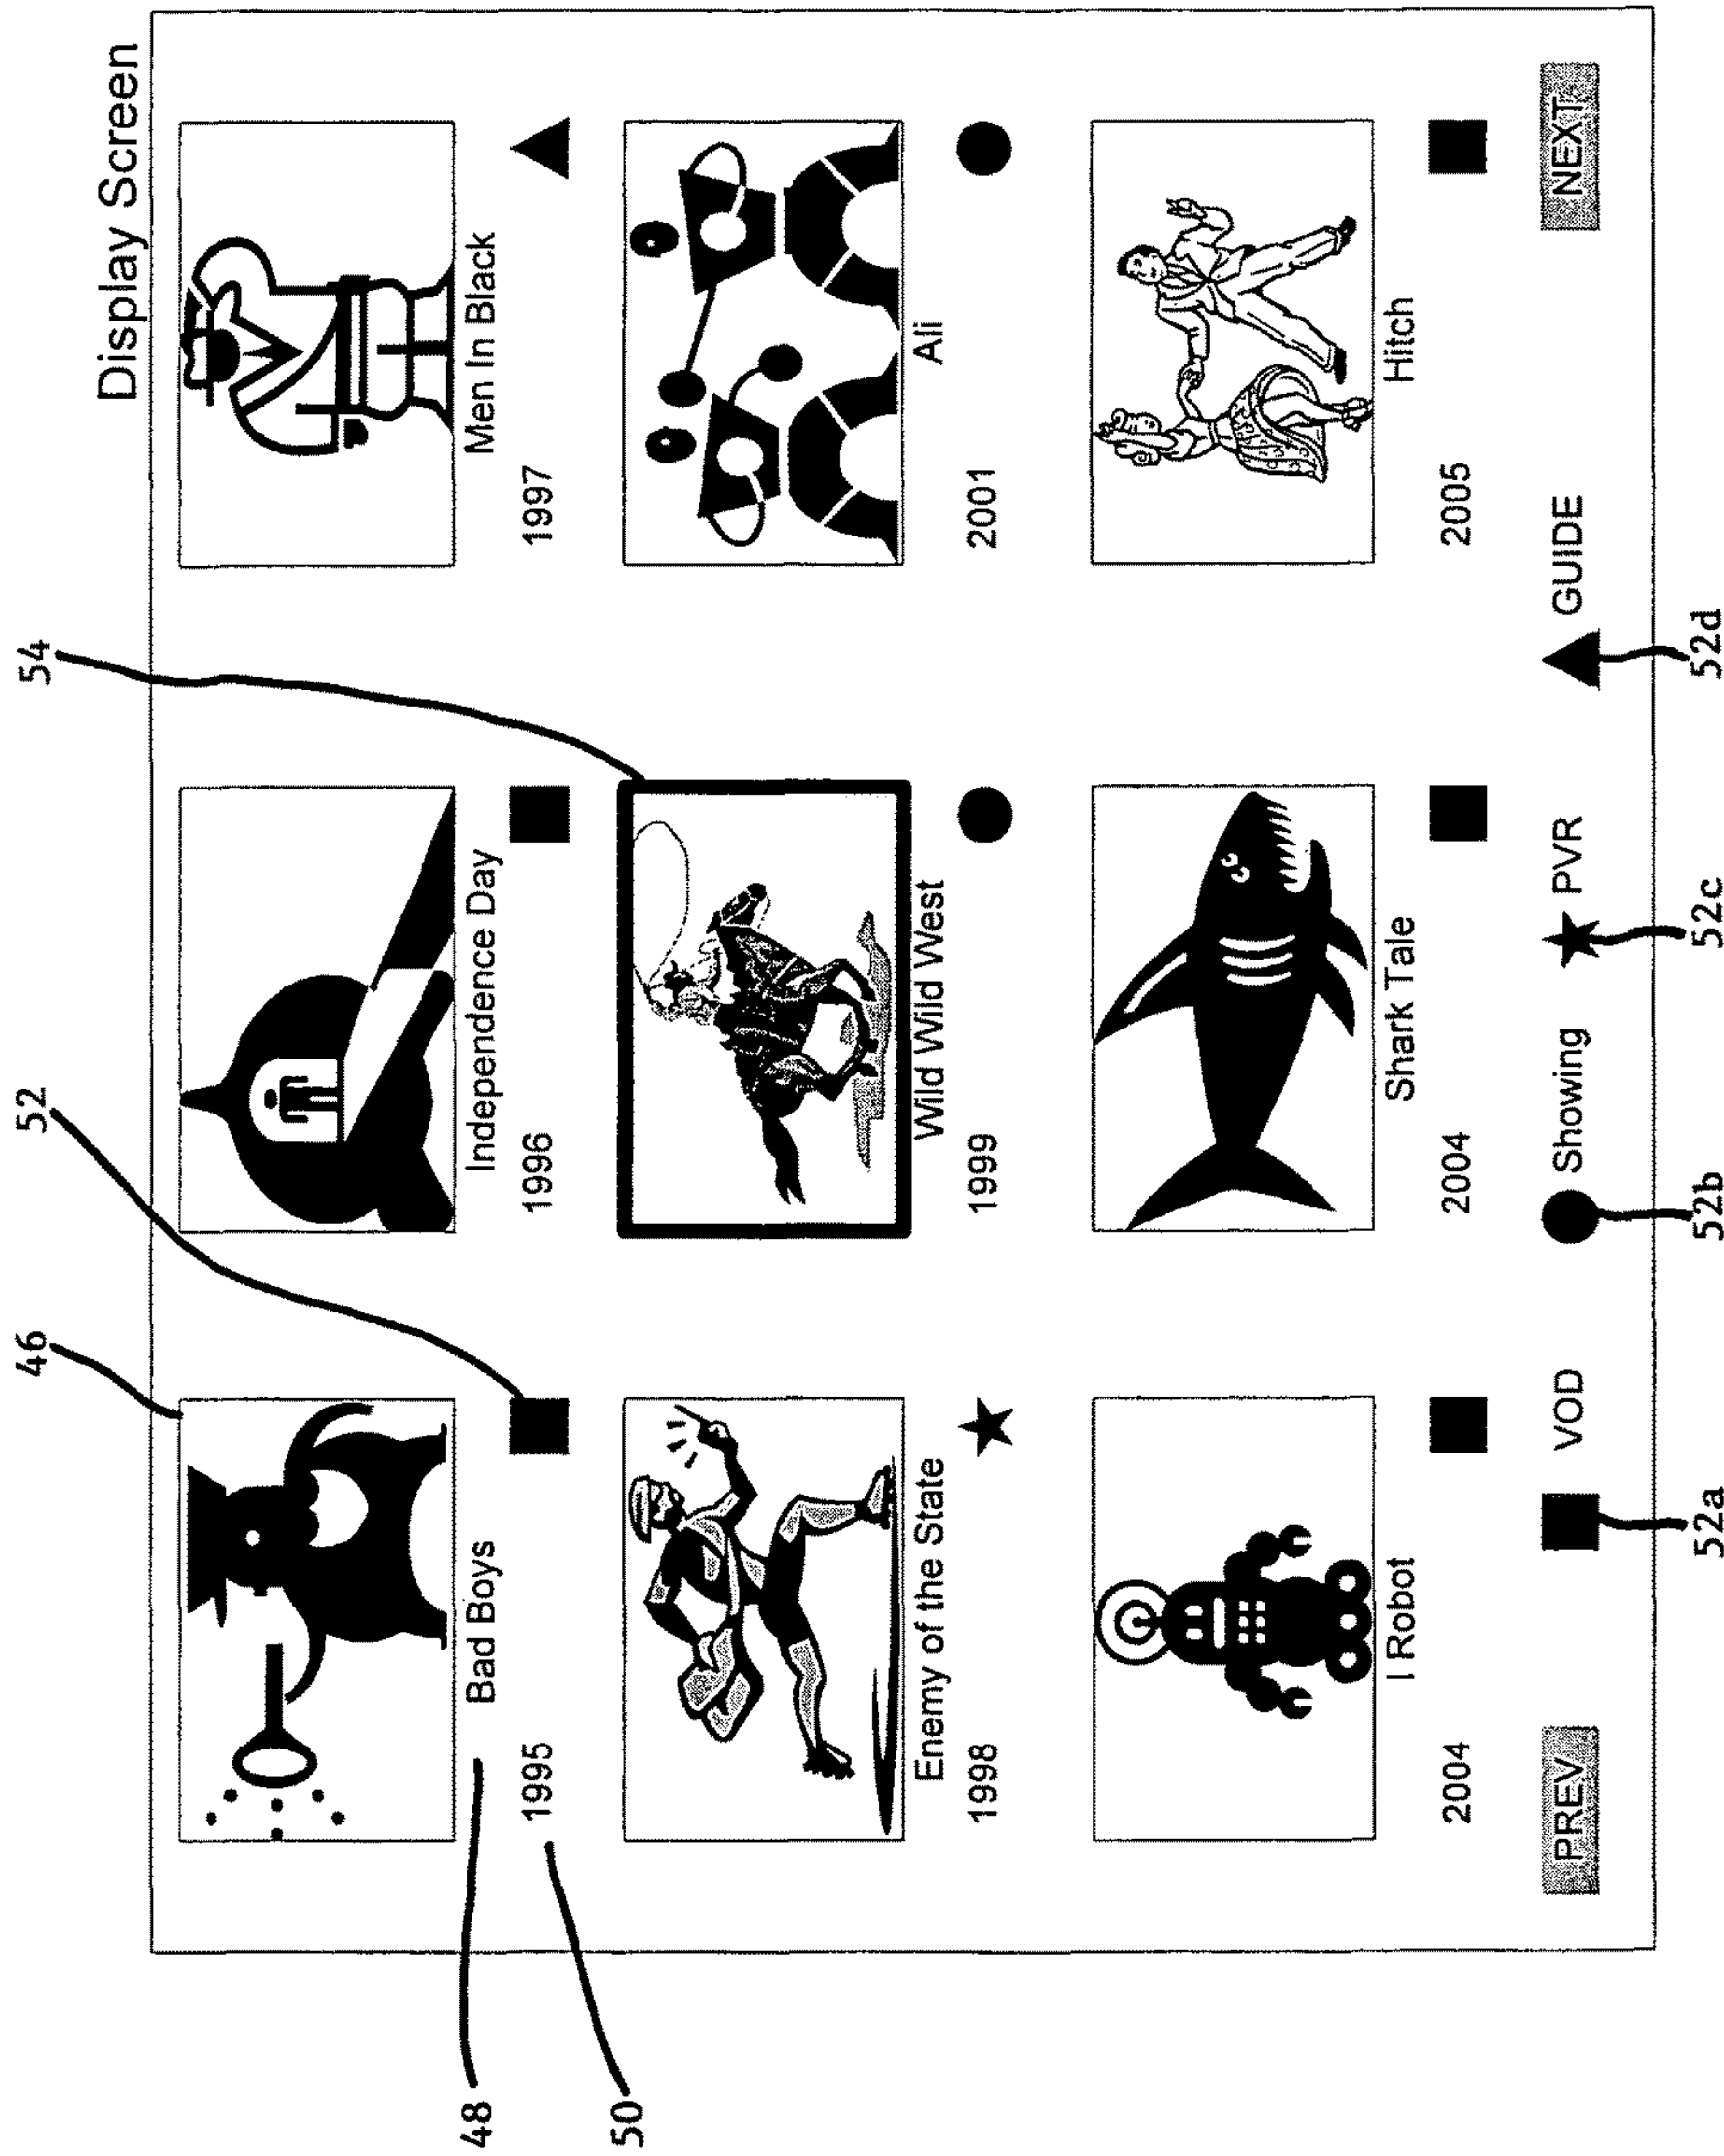 Display Screen
46
52
54
Bad Boys
Independence Day
Men In Black
48
1995
1996
1997
50
Enemy of the State
Wild Wild West
Ali
1998
1999
2001
I Robot
Shark Tale
Hitch
2004
2004
2005
PREV
VOD
Showing
PVR
GUIDE
NEXT
52a
52b
52c
52d